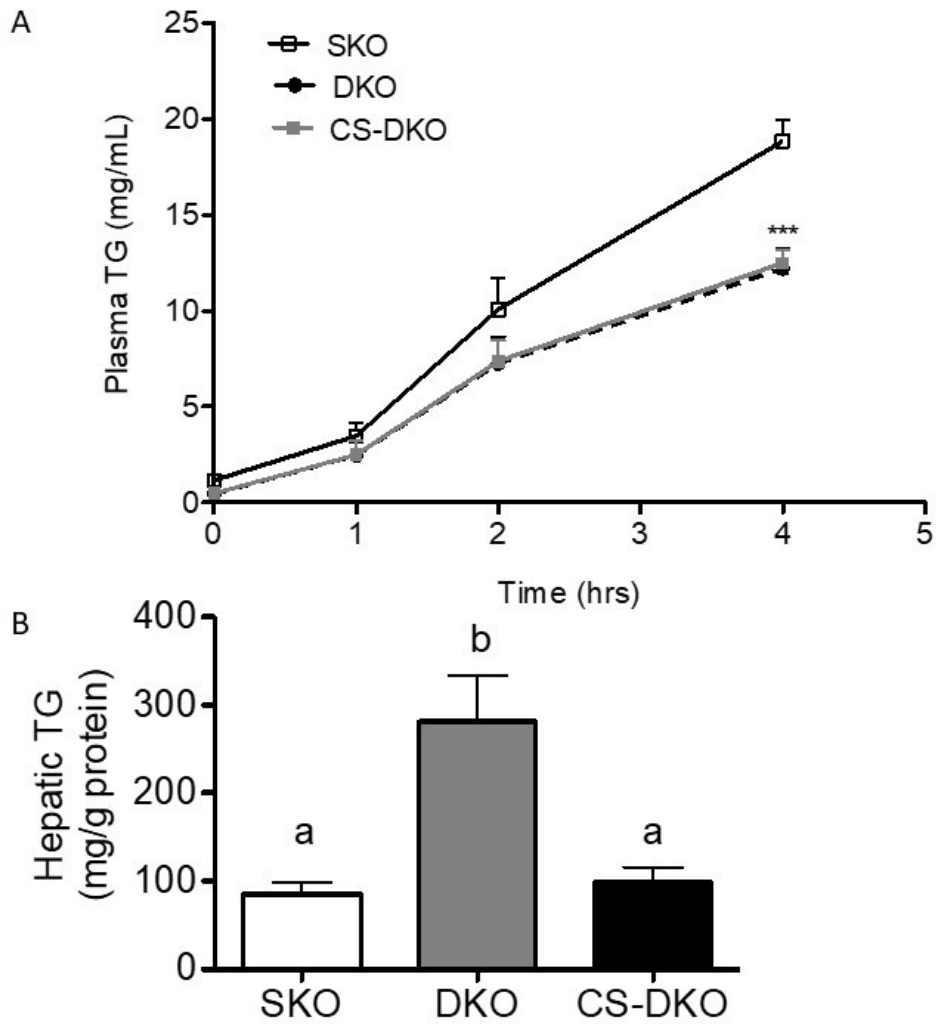 A
25
20
15
10
5
0
Plasma TG (mg/mL)
SKO
DKO
CS-DKO
***
0 1 2 3 4 5
Time (hrs)
B
400
300
200
100
0
Hepatic TG
(mg/g protein)
a
b
a
SKO DKO CS-DKO